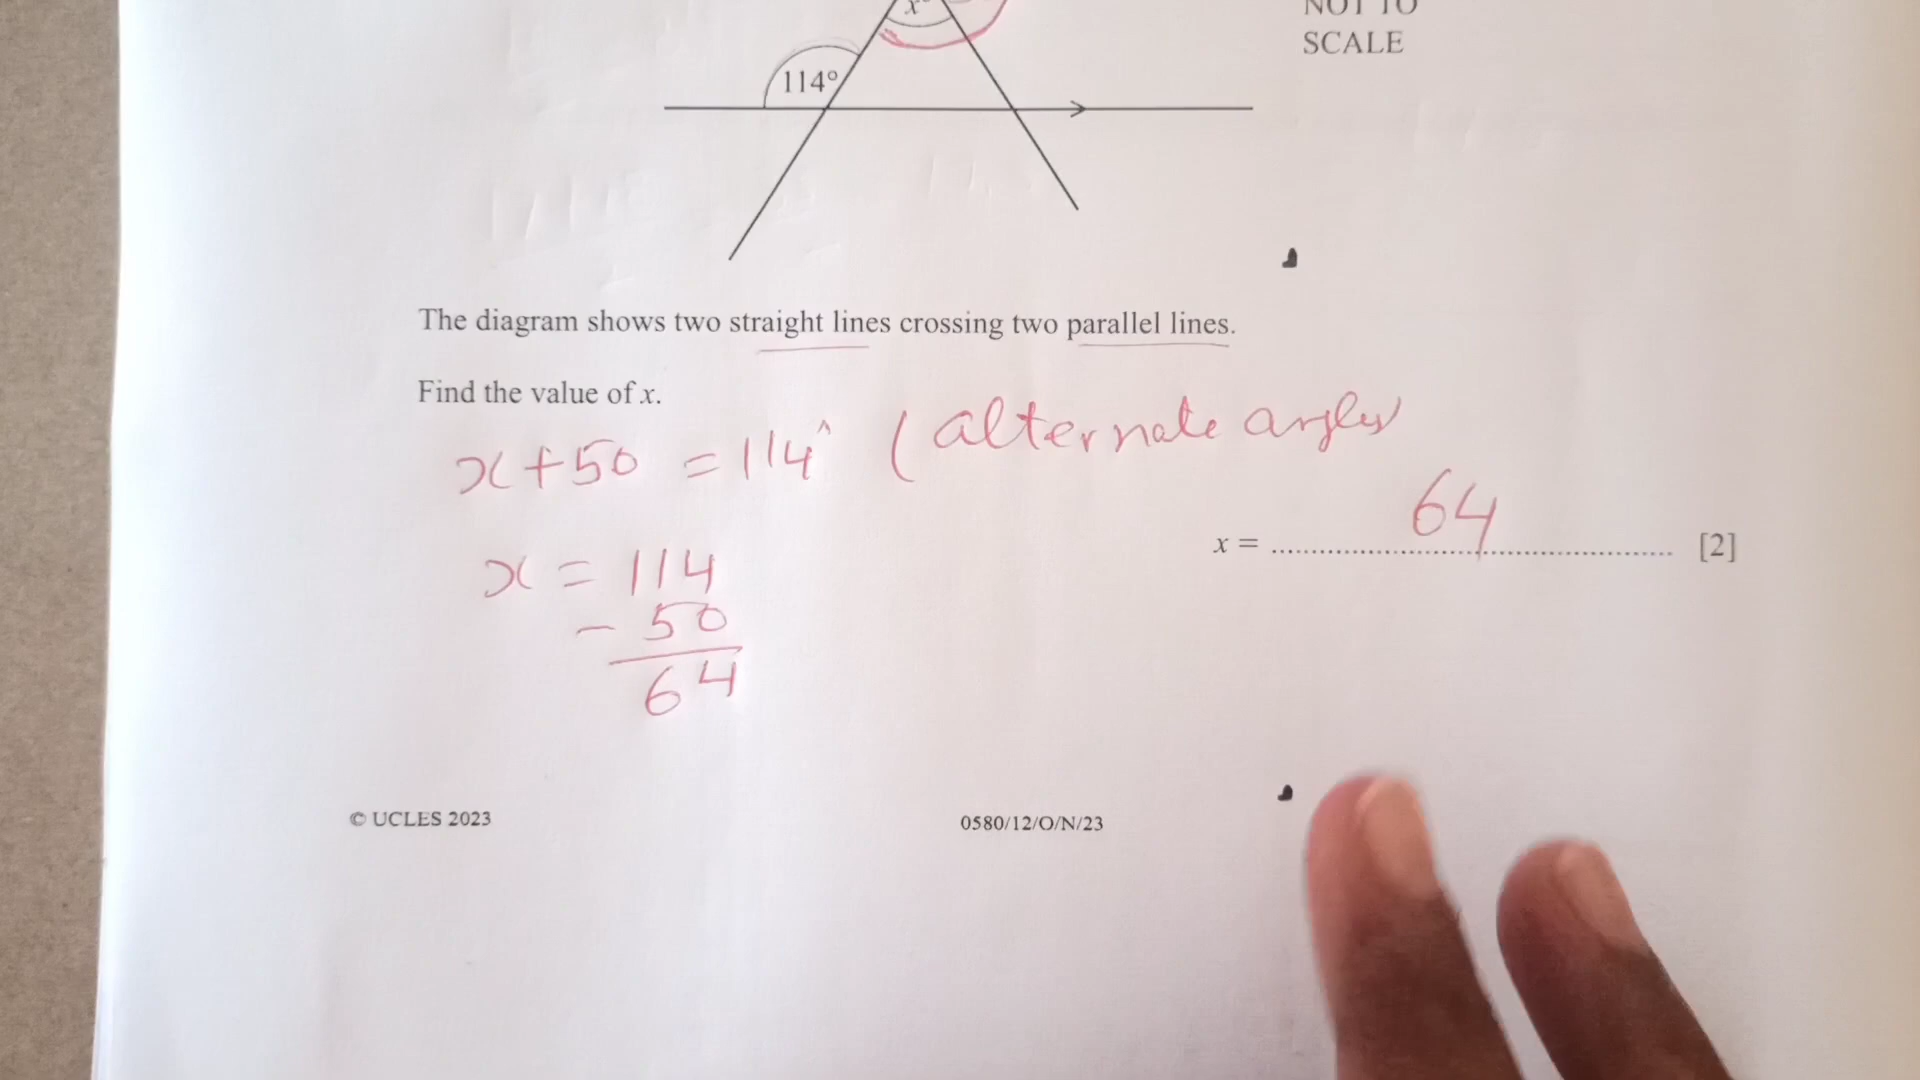 x°
NOT TO
SCALE
114°
The diagram shows two straight lines crossing two parallel lines.
Find the value of x.
x+50 = 114° (alternate angles
x = 64 [2]
x = 114
- 50
64
© UCLES 2023
0580/12/O/N/23